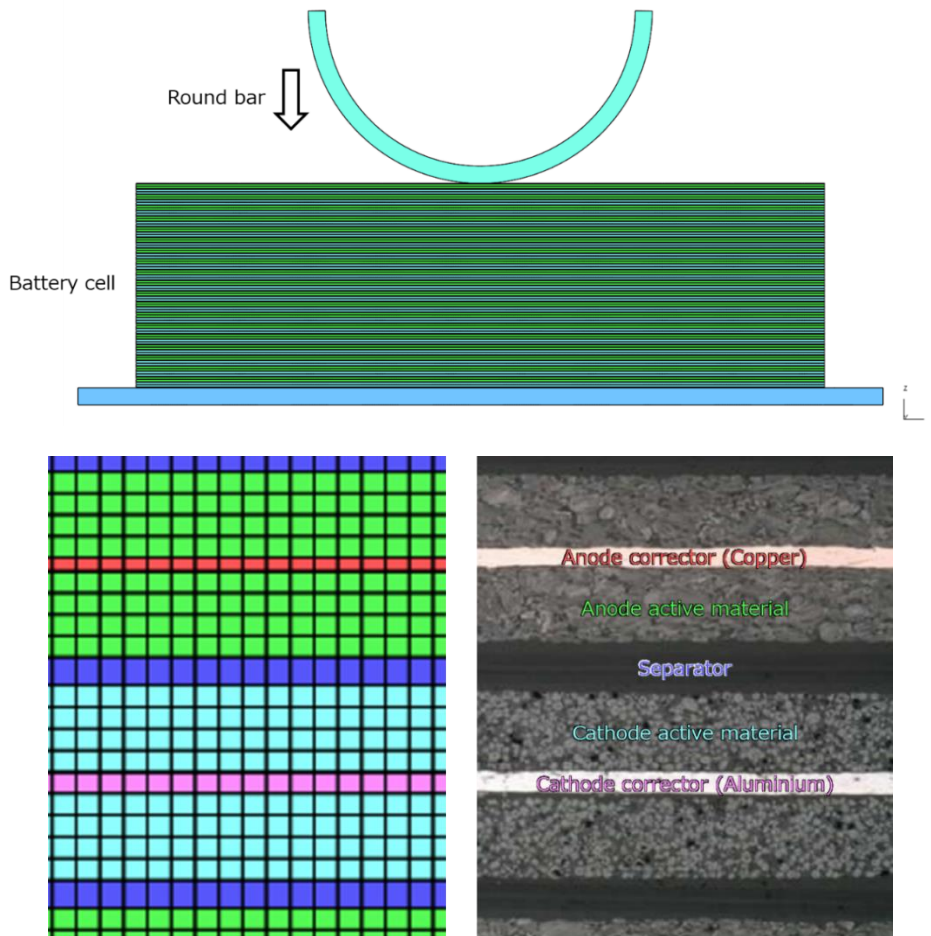 Round bar
Battery cell
z
Anode corrector (Copper)
Anode active material
Separator
Cathode active material
Cathode corrector (Aluminium)